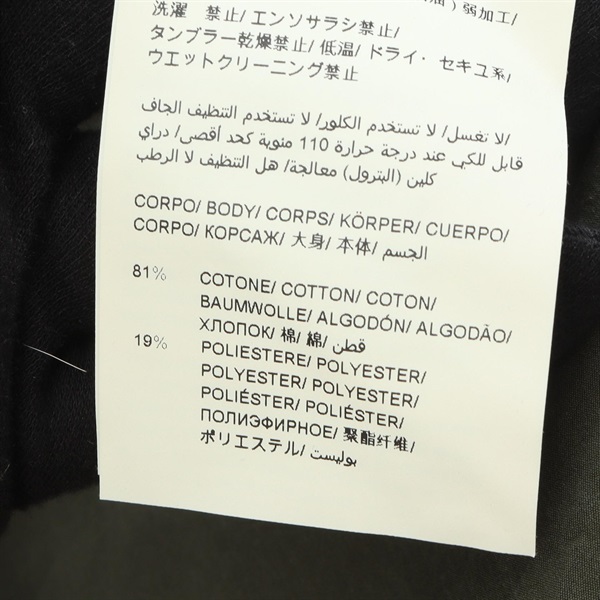 弱加工/
洗濯 禁止/ エンソサラシ禁止/
タンブラー乾燥禁止/ 低温/ ドライ· セキユ系/
ウエットクリーニング禁止
/لا تغسل/ لا تستخدم الكلور/ لا تستخدم التنظيف الجاف
قابل للكي عند درجة حرارة 110 مئوية كحد أقصى/ دراي
كلين (البترول) معالجة/ هل التنظيف لا الرطب
CORPO/ BODY/ CORPS/ KÖRPER/ CUERPO/
CORPO/ КОРСАЖ/ 大身/ 本体/ الجسم
81% COTONE/ COTTON/ COTON/
BAUMWOLLE/ ALGODÓN/ ALGODÃO/
ХЛОПОК/ 棉/ 綿/ قطن
19% POLIESTERE/ POLYESTER/
POLYESTER/ POLYESTER/
POLIÉSTER/ POLIÉSTER/
ПОЛИЭФИРНОЕ/ 聚酯纤维/
ポリエステル/ بوليستر